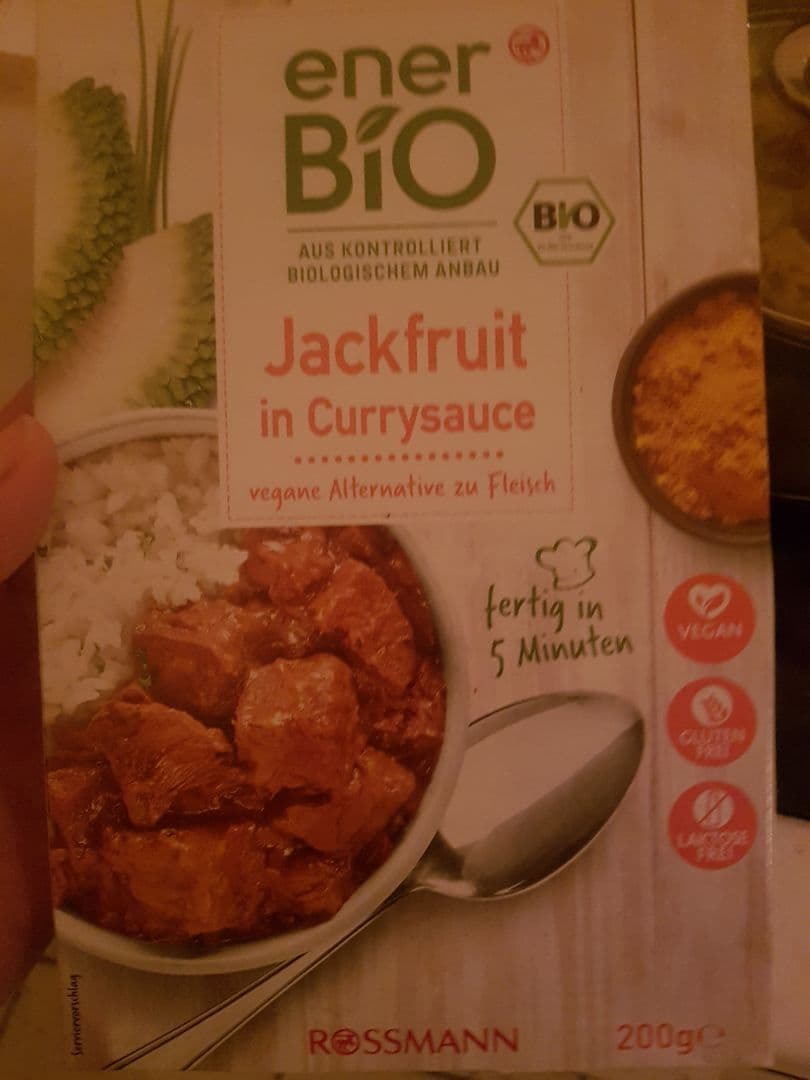 ener
BiO
AUS KONTROLLIERT
BIOLOGISCHEM ANBAU
BIO
Jackfruit
in Currysauce
vegane Alternative zu Fleisch
fertig in
5 Minuten
VEGAN
GLUTEN
FREI
LAKTOSE
FREI
Serviervorschlag
ROSSMANN
200g℮